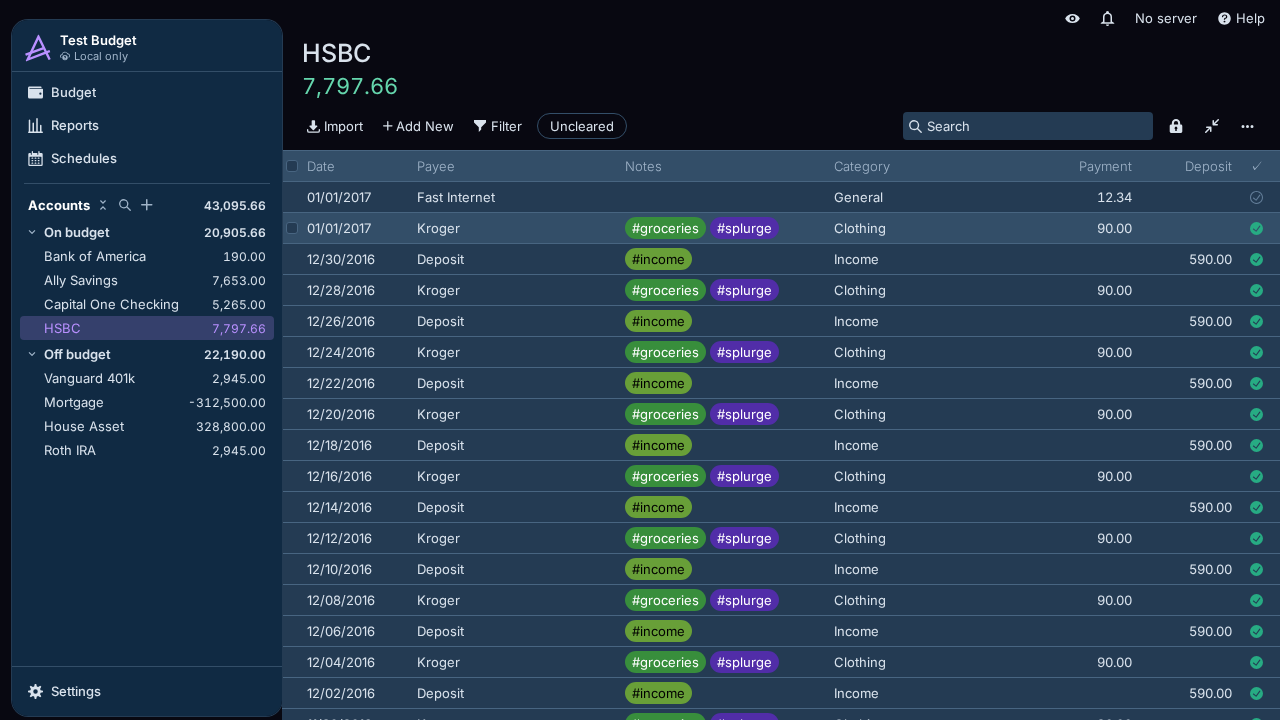 Test Budget
Local only
Budget
Reports
Schedules
Accounts 43,095.66
On budget 20,905.66
Bank of America 190.00
Ally Savings 7,653.00
Capital One Checking 5,265.00
HSBC 7,797.66
Off budget 22,190.00
Vanguard 401k 2,945.00
Mortgage -312,500.00
House Asset 328,800.00
Roth IRA 2,945.00
Settings
No server Help
HSBC
7,797.66
Import Add New Filter Uncleared Search
Date Payee Notes Category Payment Deposit
01/01/2017 Fast Internet General 12.34
01/01/2017 Kroger #groceries #splurge Clothing 90.00
12/30/2016 Deposit #income Income 590.00
12/28/2016 Kroger #groceries #splurge Clothing 90.00
12/26/2016 Deposit #income Income 590.00
12/24/2016 Kroger #groceries #splurge Clothing 90.00
12/22/2016 Deposit #income Income 590.00
12/20/2016 Kroger #groceries #splurge Clothing 90.00
12/18/2016 Deposit #income Income 590.00
12/16/2016 Kroger #groceries #splurge Clothing 90.00
12/14/2016 Deposit #income Income 590.00
12/12/2016 Kroger #groceries #splurge Clothing 90.00
12/10/2016 Deposit #income Income 590.00
12/08/2016 Kroger #groceries #splurge Clothing 90.00
12/06/2016 Deposit #income Income 590.00
12/04/2016 Kroger #groceries #splurge Clothing 90.00
12/02/2016 Deposit #income Income 590.00
#groceries #splurge